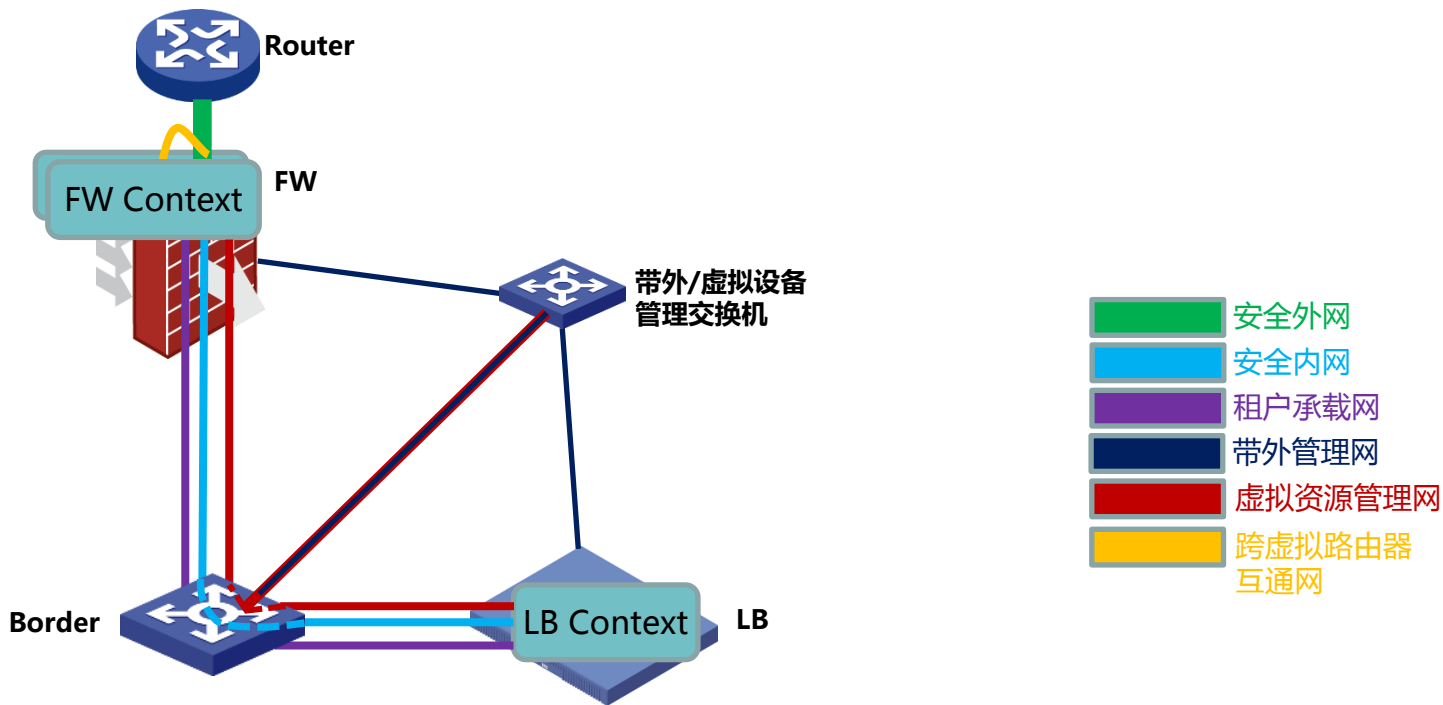 Router
FW
FW Context
带外/虚拟设备
管理交换机
安全外网
安全内网
租户承载网
带外管理网
虚拟资源管理网
跨虚拟路由器
互通网
Border
LB Context
LB